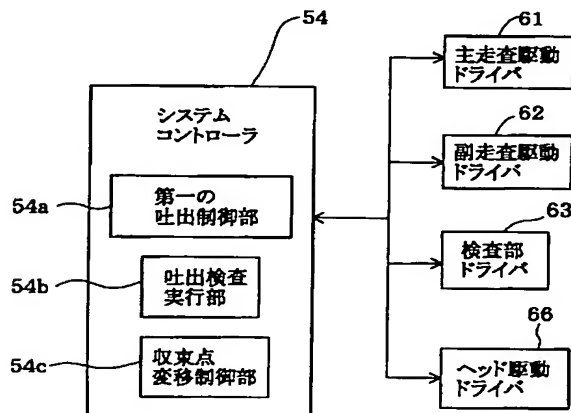 54
システム
コントローラ
54a
第一の
吐出制御部
54b
吐出検査
実行部
54c
収束点
変移制御部
61
主走査駆動
ドライバ
62
副走査駆動
ドライバ
63
検査部
ドライバ
66
ヘッド駆動
ドライバ